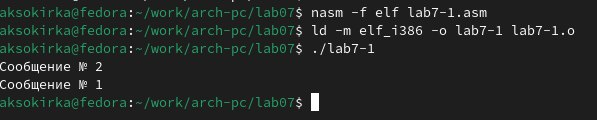 aksokirka@fedora:~/work/arch-pc/lab07$ nasm -f elf lab7-1.asm
aksokirka@fedora:~/work/arch-pc/lab07$ ld -m elf_i386 -o lab7-1 lab7-1.o
aksokirka@fedora:~/work/arch-pc/lab07$ ./lab7-1
Сообщение № 2
Сообщение № 1
aksokirka@fedora:~/work/arch-pc/lab07$